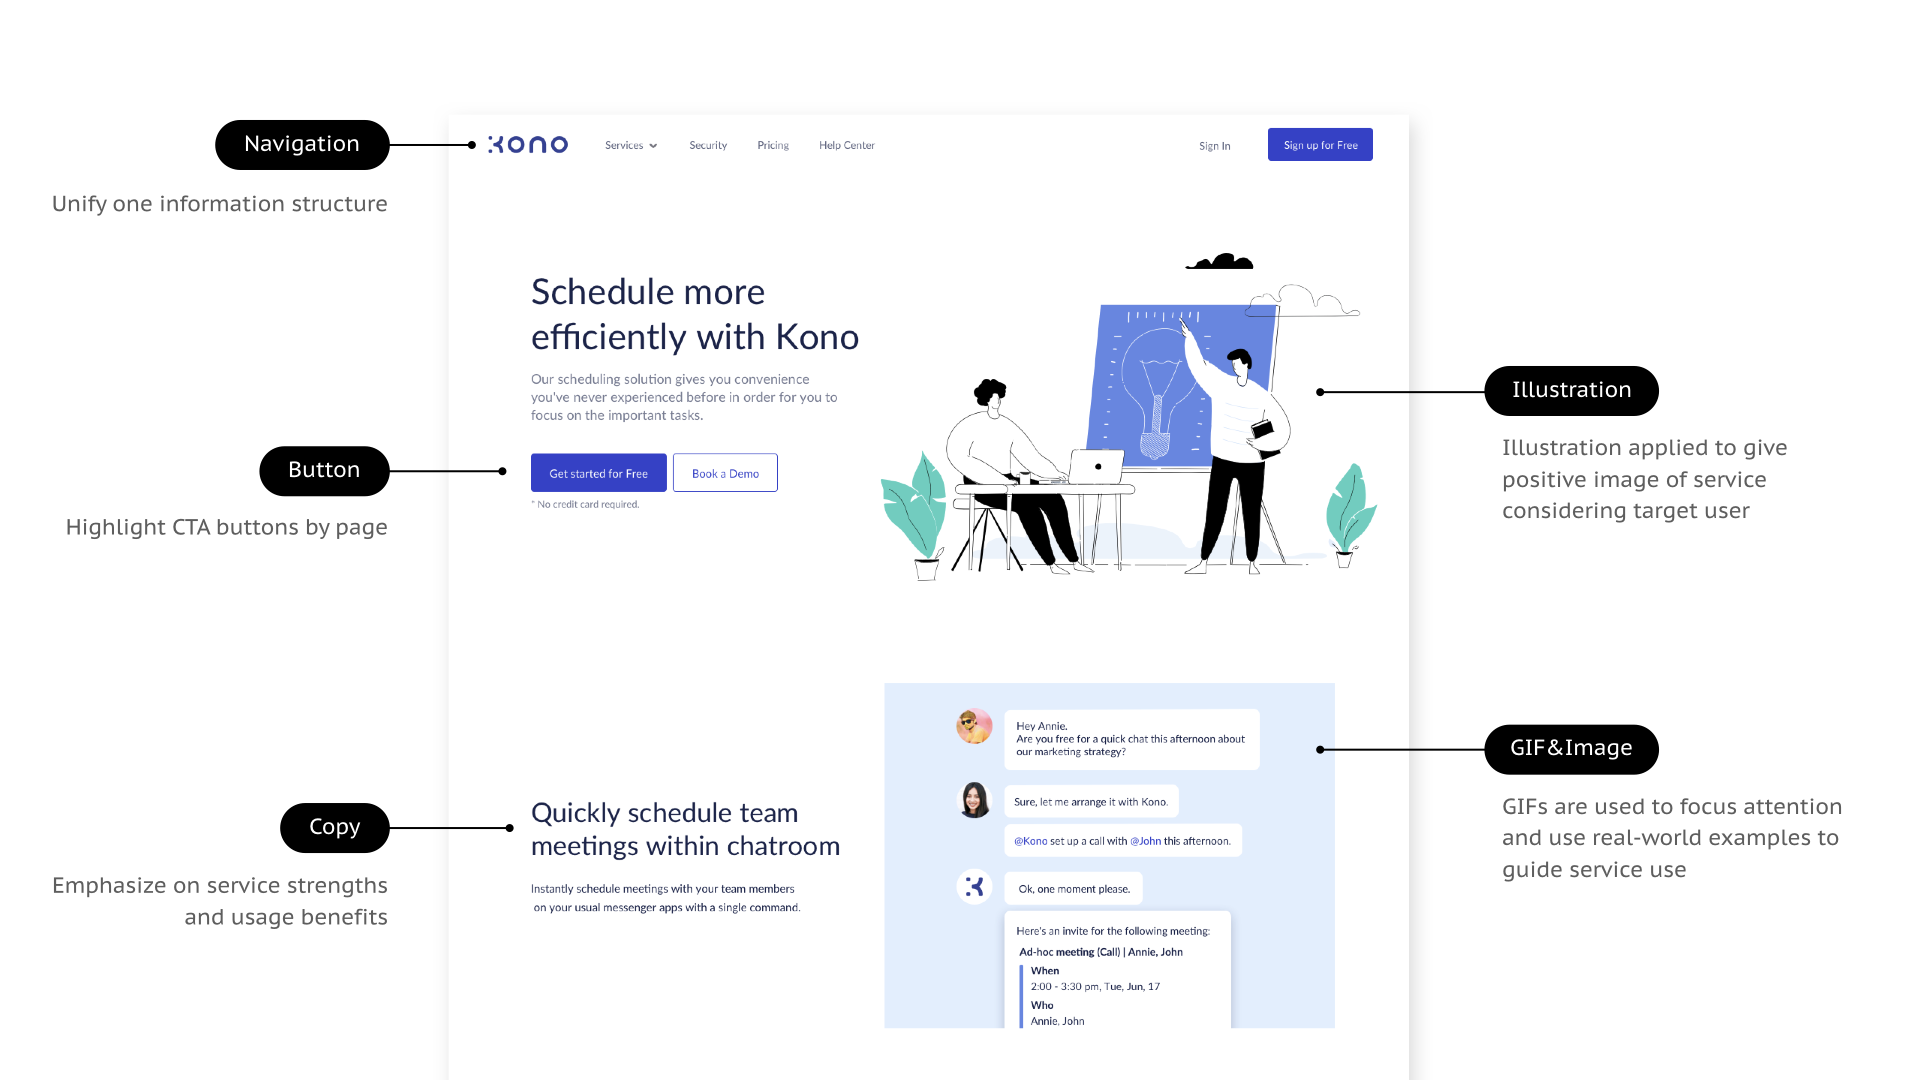 Navigation
Unify one information structure
Button
Highlight CTA buttons by page
Copy
Emphasize on service strengths
and usage benefits
kono
Services
Security
Pricing
Help Center
Sign In
Sign up for Free
Schedule more
efficiently with Kono
Our scheduling solution gives you convenience
you've never experienced before in order for you to
focus on the important tasks.
Get started for Free
Book a Demo
* No credit card required.
Quickly schedule team
meetings within chatroom
Instantly schedule meetings with your team members
on your usual messenger apps with a single command.
Hey Annie.
Are you free for a quick chat this afternoon about
our marketing strategy?
Sure, let me arrange it with Kono.
@Kono set up a call with @John this afternoon.
Ok, one moment please.
Here's an invite for the following meeting:
Ad-hoc meeting (Call) | Annie, John
When
2:00 - 3:30 pm, Tue, Jun, 17
Who
Annie, John
Illustration
Illustration applied to give
positive image of service
considering target user
GIF&Image
GIFs are used to focus attention
and use real-world examples to
guide service use